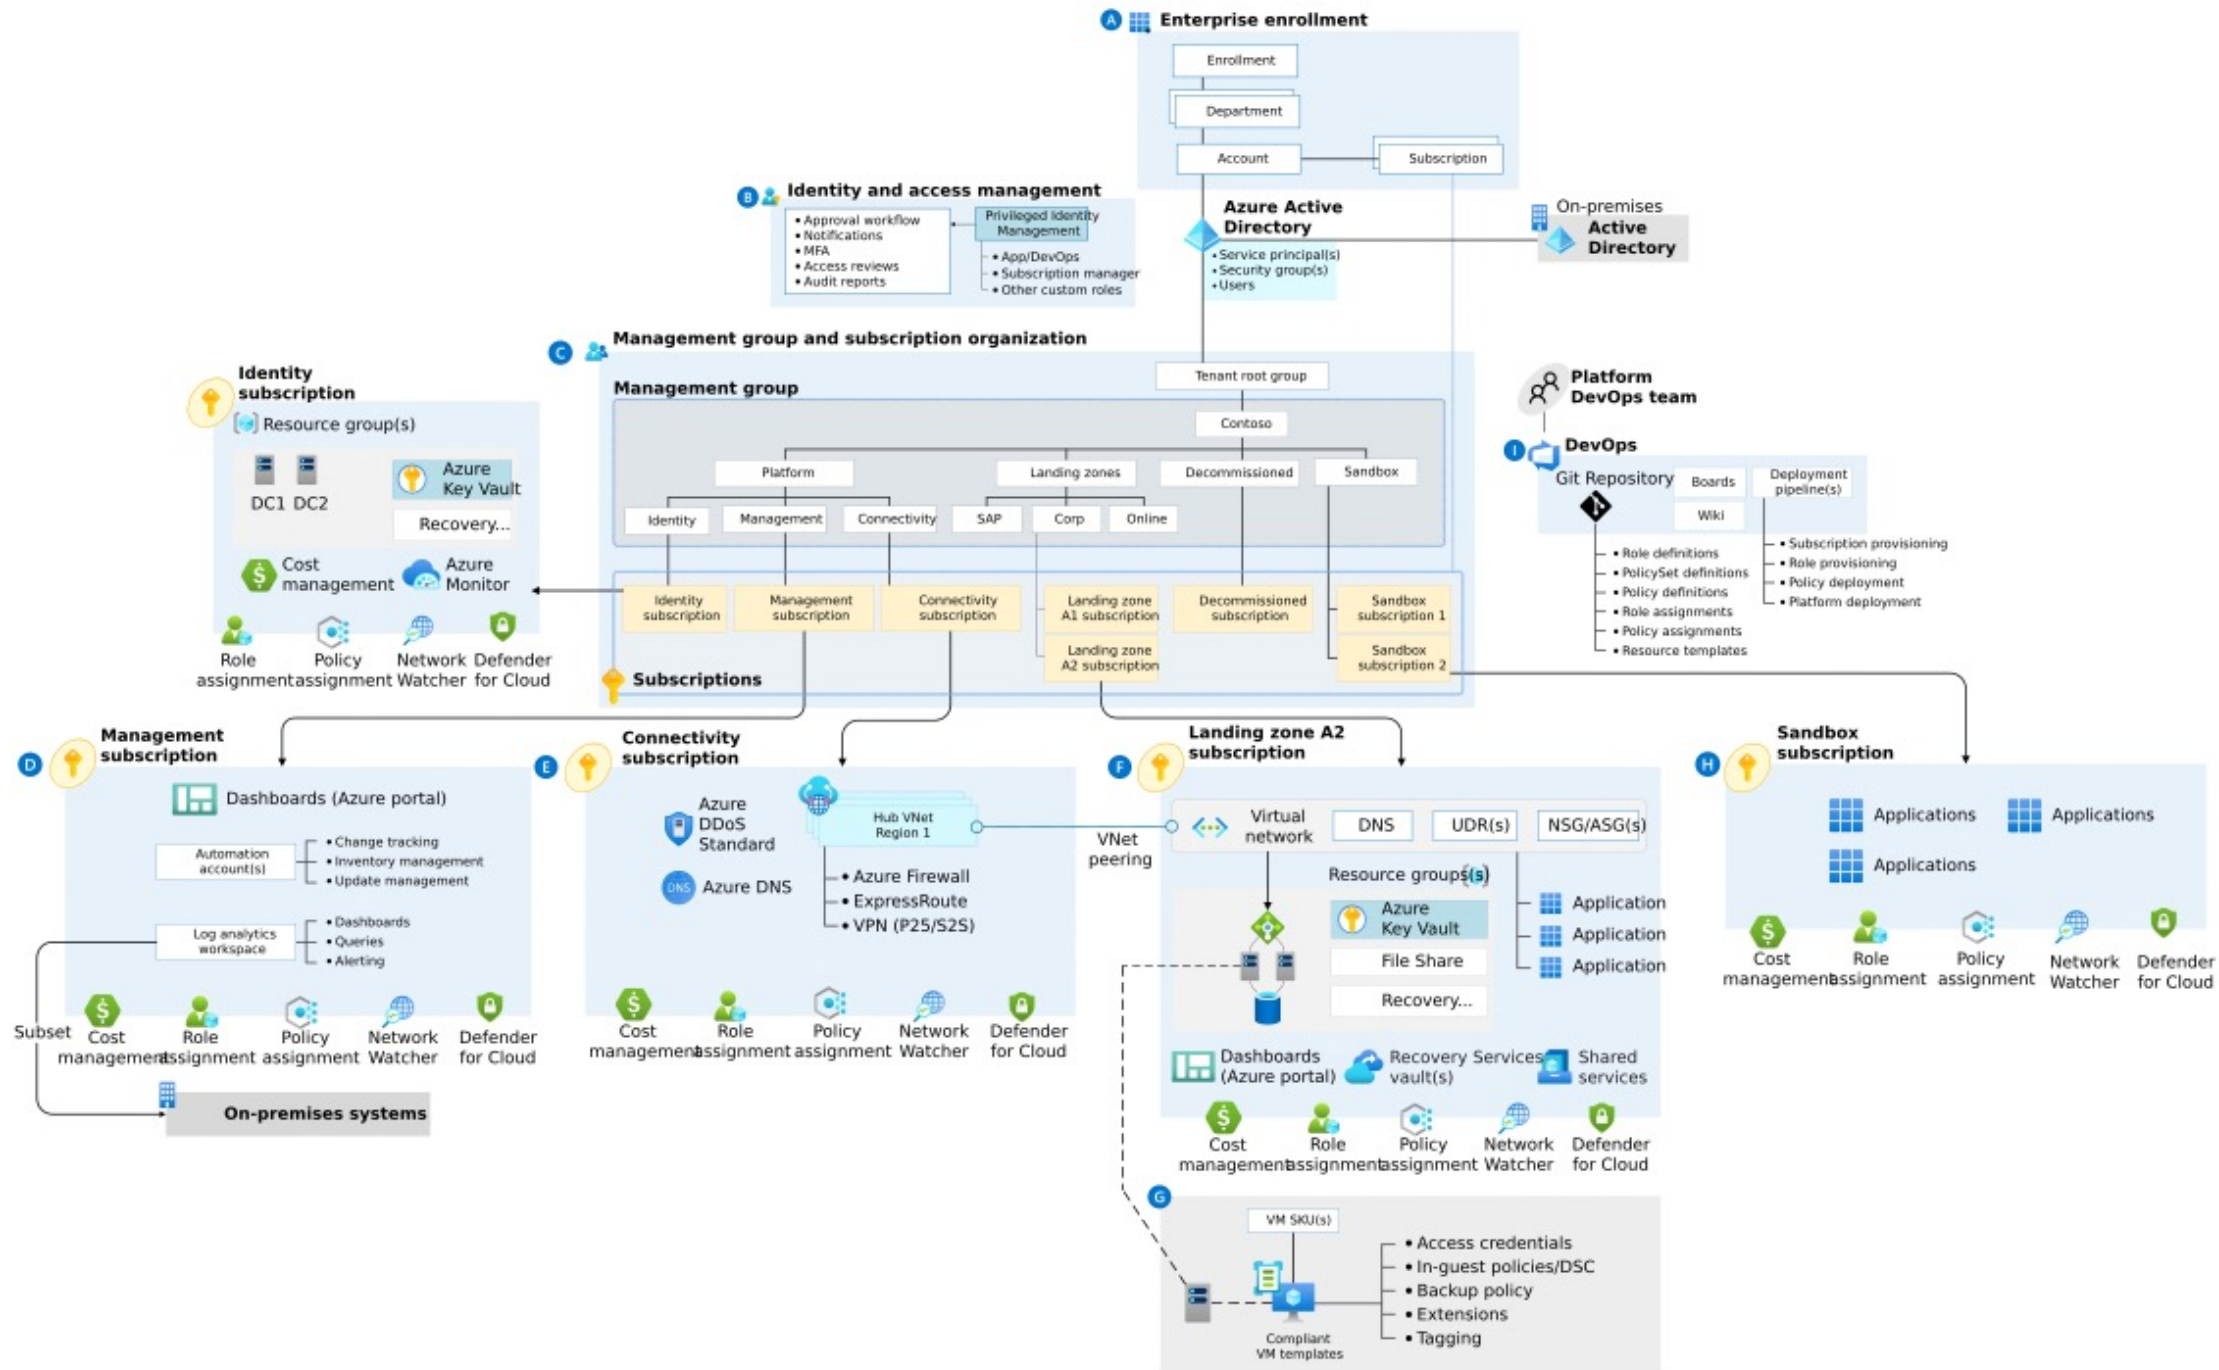 A
Enterprise enrollment
Enrollment
Department
Account
Subscription
B
Identity and access management
• Approval workflow
• Notifications
• MFA
• Access reviews
• Audit reports
Privileged Identity
Management
• App/DevOps
• Subscription manager
• Other custom roles
Azure Active
Directory
• Service principal(s)
• Security group(s)
• Users
On-premises
Active
Directory
C
Management group and subscription organization
Management group
Tenant root group
Contoso
Platform
Landing zones
Decommissioned
Sandbox
Identity
Management
Connectivity
SAP
Corp
Online
Identity
subscription
Management
subscription
Connectivity
subscription
Landing zone
A1 subscription
Decommissioned
subscription
Sandbox
subscription 1
Landing zone
A2 subscription
Sandbox
subscription 2
Subscriptions
Identity
subscription
Resource group(s)
DC1 DC2
Azure
Key Vault
Recovery...
Cost
management
Azure
Monitor
Role
assignment
Policy
assignment
Network
Watcher
Defender
for Cloud
Platform
DevOps team
I
DevOps
Git Repository
Boards
Wiki
Deployment
pipeline(s)
• Role definitions
• PolicySet definitions
• Policy definitions
• Role assignments
• Policy assignments
• Resource templates
• Subscription provisioning
• Role provisioning
• Policy deployment
• Platform deployment
D
Management
subscription
Dashboards (Azure portal)
Automation
account(s)
• Change tracking
• Inventory management
• Update management
Log analytics
workspace
• Dashboards
• Queries
• Alerting
Subset
Cost
management
Role
assignment
Policy
assignment
Network
Watcher
Defender
for Cloud
On-premises systems
E
Connectivity
subscription
Azure
DDoS
Standard
DNS
Azure DNS
Hub VNet
Region 1
• Azure Firewall
• ExpressRoute
• VPN (P25/S2S)
VNet
peering
Cost
management
Role
assignment
Policy
assignment
Network
Watcher
Defender
for Cloud
F
Landing zone A2
subscription
Virtual
network
DNS
UDR(s)
NSG/ASG(s)
Resource groups(s)
Azure
Key Vault
File Share
Recovery...
Application
Application
Application
Dashboards
(Azure portal)
Recovery Services
vault(s)
Shared
services
Cost
management
Role
assignment
Policy
assignment
Network
Watcher
Defender
for Cloud
H
Sandbox
subscription
Applications
Applications
Applications
Cost
management
Role
assignment
Policy
assignment
Network
Watcher
Defender
for Cloud
G
VM SKU(s)
Compliant
VM templates
• Access credentials
• In-guest policies/DSC
• Backup policy
• Extensions
• Tagging